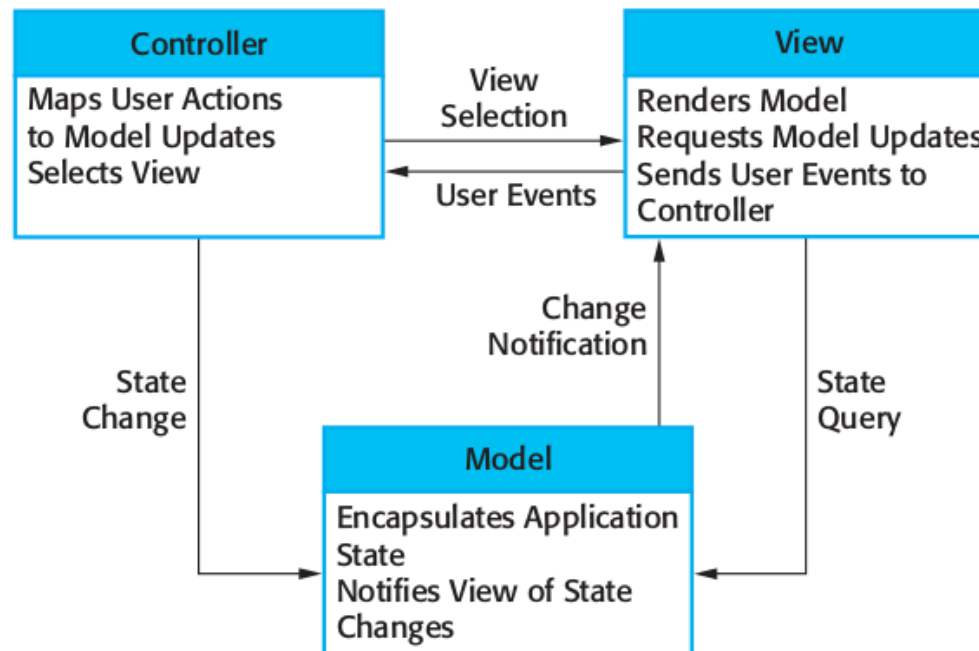 Controller
Maps User Actions
to Model Updates
Selects View
View
Selection
User Events
View
Renders Model
Requests Model Updates
Sends User Events to
Controller
State
Change
Change
Notification
State
Query
Model
Encapsulates Application
State
Notifies View of State
Changes